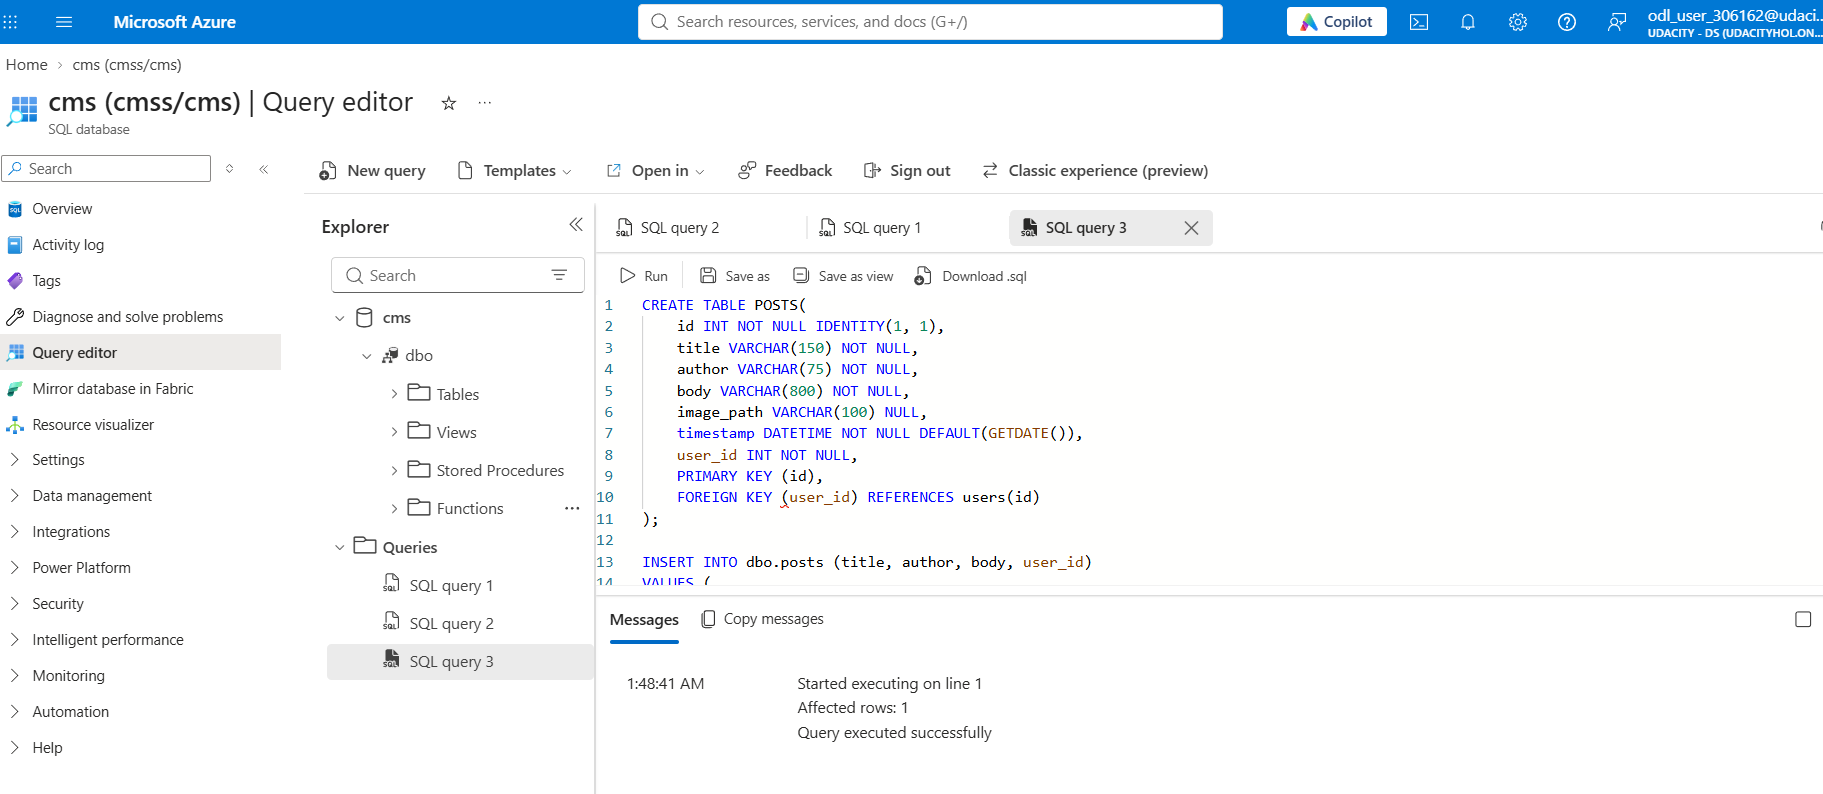 Microsoft Azure
Search resources, services, and docs (G+/)
Copilot
odl_user_306162@udaci...
UDACITY - DS (UDACITYHOL.ON...
Home > cms (cmss/cms)
cms (cmss/cms) | Query editor
SQL database
Search
Overview
Activity log
Tags
Diagnose and solve problems
Query editor
Mirror database in Fabric
Resource visualizer
Settings
Data management
Integrations
Power Platform
Security
Intelligent performance
Monitoring
Automation
Help
New query
Templates
Open in
Feedback
Sign out
Classic experience (preview)
Explorer
Search
cms
dbo
Tables
Views
Stored Procedures
Functions
Queries
SQL query 1
SQL query 2
SQL query 3
SQL query 2
SQL query 1
SQL query 3
Run
Save as
Save as view
Download .sql
1 CREATE TABLE POSTS(
2 id INT NOT NULL IDENTITY(1, 1),
3 title VARCHAR(150) NOT NULL,
4 author VARCHAR(75) NOT NULL,
5 body VARCHAR(800) NOT NULL,
6 image_path VARCHAR(100) NULL,
7 timestamp DATETIME NOT NULL DEFAULT(GETDATE()),
8 user_id INT NOT NULL,
9 PRIMARY KEY (id),
10 FOREIGN KEY (user_id) REFERENCES users(id)
11 );
12
13 INSERT INTO dbo.posts (title, author, body, user_id)
14 VALUES (
Messages
Copy messages
1:48:41 AM
Started executing on line 1
Affected rows: 1
Query executed successfully